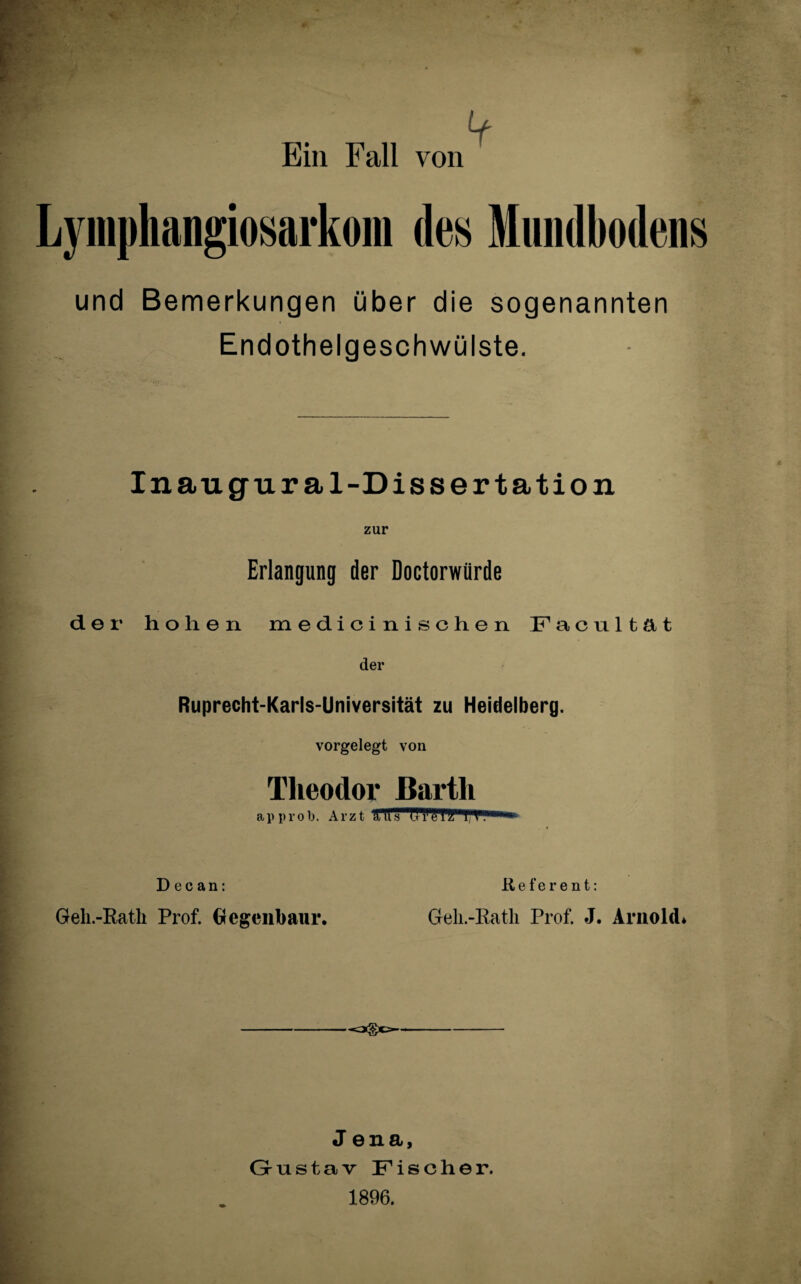 4
Ein Fall von
Lymphangiosarkom des Mundbodens
und Bemerkungen über die sogenannten
Endothelgeschwülste.
Inaugural-Dissertation
zur
Erlangung der Doctorwürde
der hohen medicinischen Facultät
der
Ruprecht-Karls-Universität zu Heidelberg.
vorgelegt von
Theodor Barth
approb. Arzt aus
Decan:
Geh.-Rath Prof. Gegenbaur.
Referent:
Geh.-Rath Prof. J. Arnold.
Jena,
Gustav Fischer.
1896.